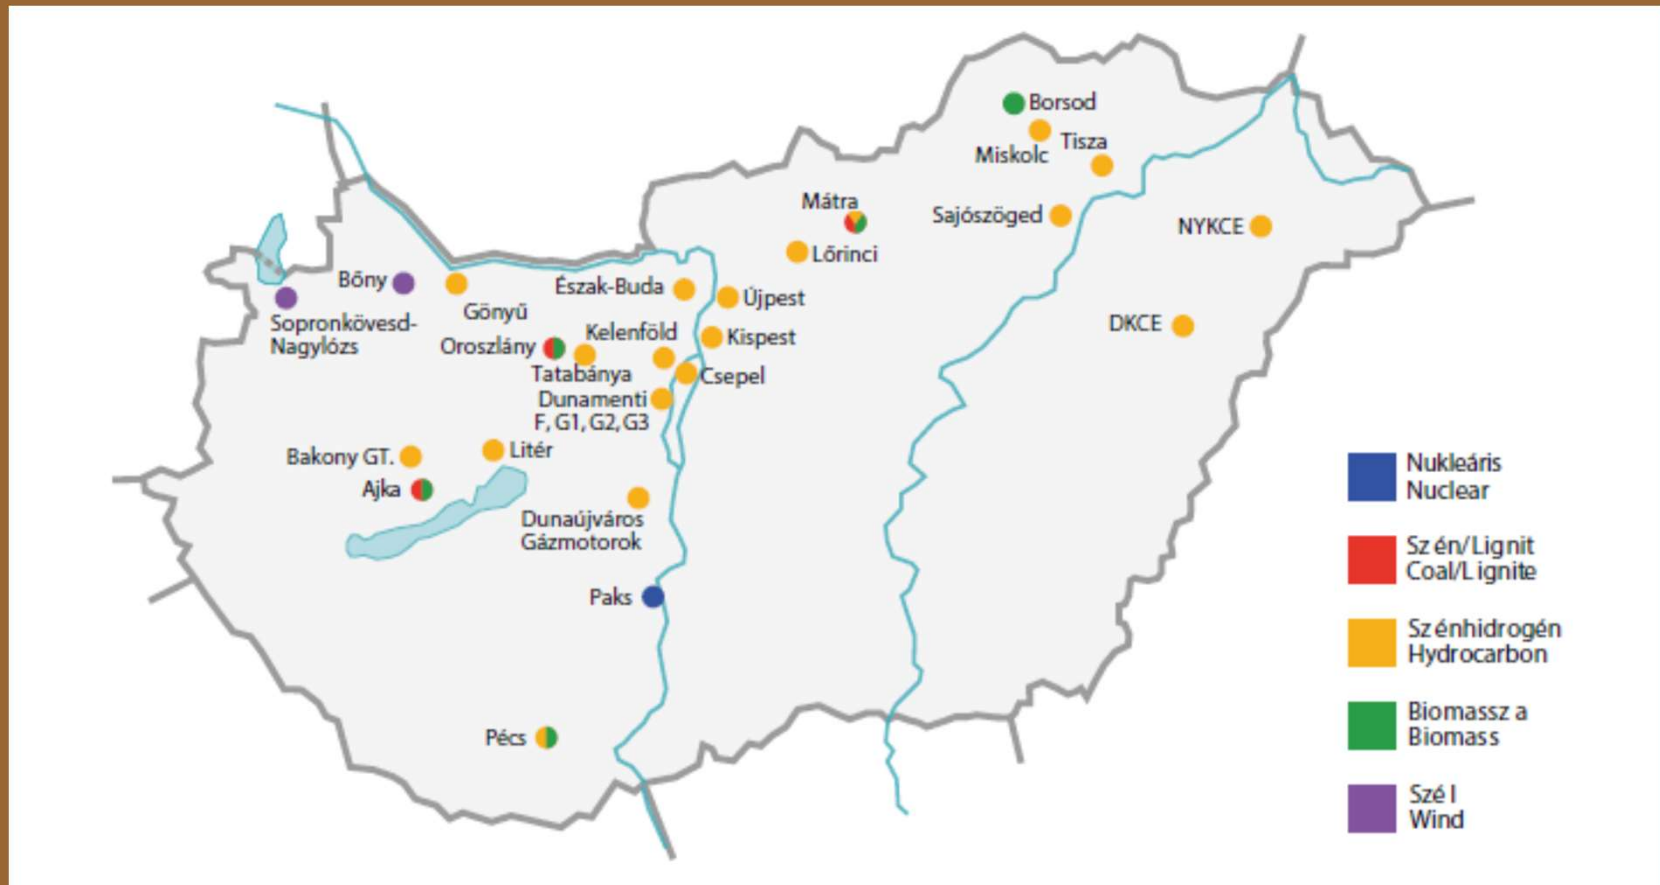 Borsod
Miskolc
Tisza
Mátra
Sajószöged
NYKCE
Lőrinci
Bőny
Gönyű
Észak-Buda
Újpest
Sopronkövesd-
Nagylózs
Oroszlány
Kelenföld
Kispest
DKCE
Tatabánya
Csepel
Dunamenti
F, G1, G2, G3
Bakony GT.
Litér
Ajka
Dunaújváros
Gázmotorok
Paks
Pécs
Nukleáris
Nuclear
Szén/Lignit
Coal/Lignite
Szénhidrogén
Hydrocarbon
Biomassza
Biomass
Szél
Wind